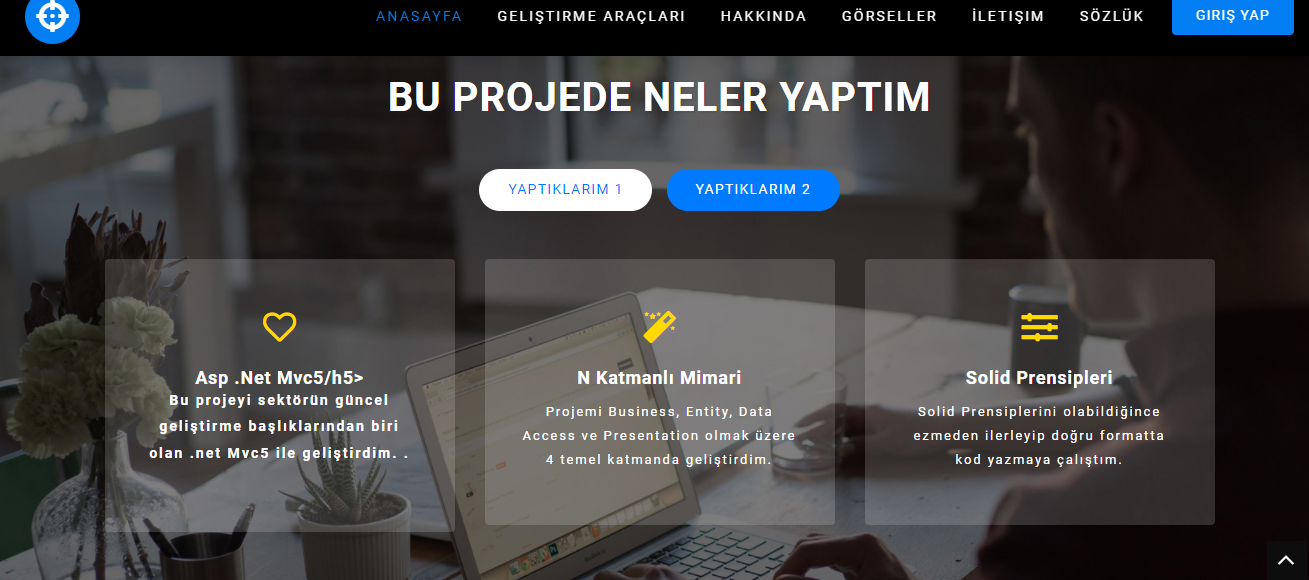 ANASAYFA GELİŞTIRME ARAÇLARI HAKKINDA GÖRSELLER İLETIŞIM SÖZLÜK GIRIŞ YAP
BU PROJEDE NELER YAPTIM
YAPTIKLARIM 1 YAPTIKLARIM 2
Asp .Net Mvc5/h5>
Bu projeyi sektörün güncel
geliştirme başlıklarından biri
olan .net Mvc5 ile geliştirdim. .
N Katmanlı Mimari
Projemi Business, Entity, Data
Access ve Presentation olmak üzere
4 temel katmanda geliştirdim.
Solid Prensipleri
Solid Prensiplerini olabildiğince
ezmeden ilerleyip doğru formatta
kod yazmaya çalıştım.